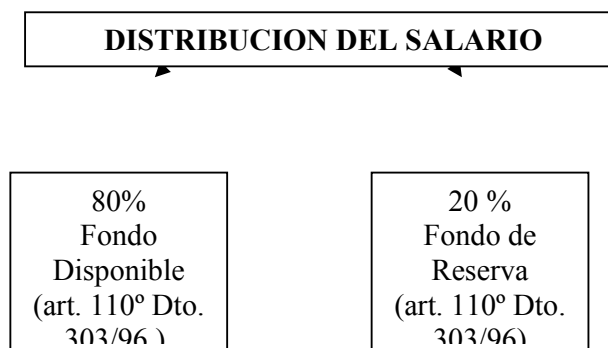 DISTRIBUCION DEL SALARIO
80%
Fondo
Disponible
(art. 110º Dto.
303/96 )
20 %
Fondo de
Reserva
(art. 110º Dto.
303/96)